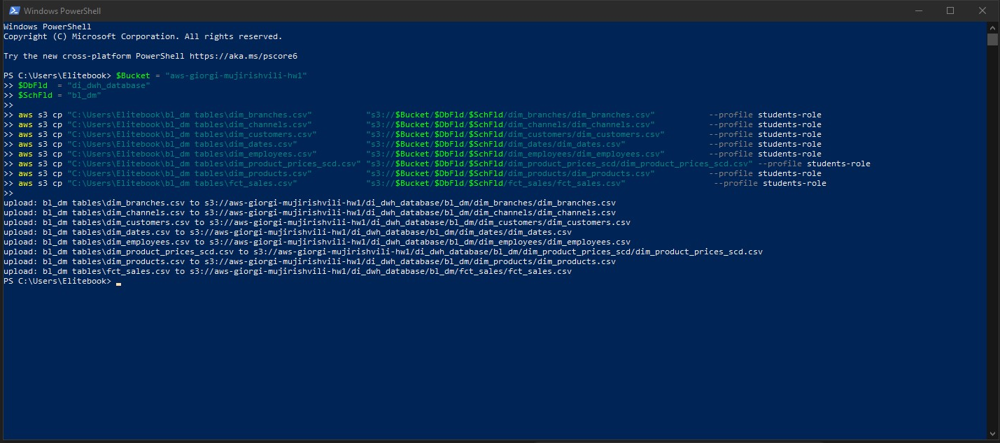 Windows PowerShell
Windows PowerShell
Copyright (C) Microsoft Corporation. All rights reserved.
Try the new cross-platform PowerShell https://aka.ms/pscore6
PS C:\Users\Elitebook> $Bucket = "aws-giorgi-mujirishvili-hw1"
>> $DbFld  = "di_dwh_database"
>> $SchFld = "bl_dm"
>>
>> aws s3 cp "C:\Users\Elitebook\bl_dm tables\dim_branches.csv"           "s3://$Bucket/$DbFld/$SchFld/dim_branches/dim_branches.csv"           --profile students-role
>> aws s3 cp "C:\Users\Elitebook\bl_dm tables\dim_channels.csv"           "s3://$Bucket/$DbFld/$SchFld/dim_channels/dim_channels.csv"           --profile students-role
>> aws s3 cp "C:\Users\Elitebook\bl_dm tables\dim_customers.csv"          "s3://$Bucket/$DbFld/$SchFld/dim_customers/dim_customers.csv"         --profile students-role
>> aws s3 cp "C:\Users\Elitebook\bl_dm tables\dim_dates.csv"              "s3://$Bucket/$DbFld/$SchFld/dim_dates/dim_dates.csv"                 --profile students-role
>> aws s3 cp "C:\Users\Elitebook\bl_dm tables\dim_employees.csv"          "s3://$Bucket/$DbFld/$SchFld/dim_employees/dim_employees.csv"         --profile students-role
>> aws s3 cp "C:\Users\Elitebook\bl_dm tables\dim_product_prices_scd.csv" "s3://$Bucket/$DbFld/$SchFld/dim_product_prices_scd/dim_product_prices_scd.csv" --profile students-role
>> aws s3 cp "C:\Users\Elitebook\bl_dm tables\dim_products.csv"           "s3://$Bucket/$DbFld/$SchFld/dim_products/dim_products.csv"           --profile students-role
>> aws s3 cp "C:\Users\Elitebook\bl_dm tables\fct_sales.csv"              "s3://$Bucket/$DbFld/$SchFld/fct_sales/fct_sales.csv"                  --profile students-role
>>
upload: bl_dm tables\dim_branches.csv to s3://aws-giorgi-mujirishvili-hw1/di_dwh_database/bl_dm/dim_branches/dim_branches.csv
upload: bl_dm tables\dim_channels.csv to s3://aws-giorgi-mujirishvili-hw1/di_dwh_database/bl_dm/dim_channels/dim_channels.csv
upload: bl_dm tables\dim_customers.csv to s3://aws-giorgi-mujirishvili-hw1/di_dwh_database/bl_dm/dim_customers/dim_customers.csv
upload: bl_dm tables\dim_dates.csv to s3://aws-giorgi-mujirishvili-hw1/di_dwh_database/bl_dm/dim_dates/dim_dates.csv
upload: bl_dm tables\dim_employees.csv to s3://aws-giorgi-mujirishvili-hw1/di_dwh_database/bl_dm/dim_employees/dim_employees.csv
upload: bl_dm tables\dim_product_prices_scd.csv to s3://aws-giorgi-mujirishvili-hw1/di_dwh_database/bl_dm/dim_product_prices_scd/dim_product_prices_scd.csv
upload: bl_dm tables\dim_products.csv to s3://aws-giorgi-mujirishvili-hw1/di_dwh_database/bl_dm/dim_products/dim_products.csv
upload: bl_dm tables\fct_sales.csv to s3://aws-giorgi-mujirishvili-hw1/di_dwh_database/bl_dm/fct_sales/fct_sales.csv
PS C:\Users\Elitebook>